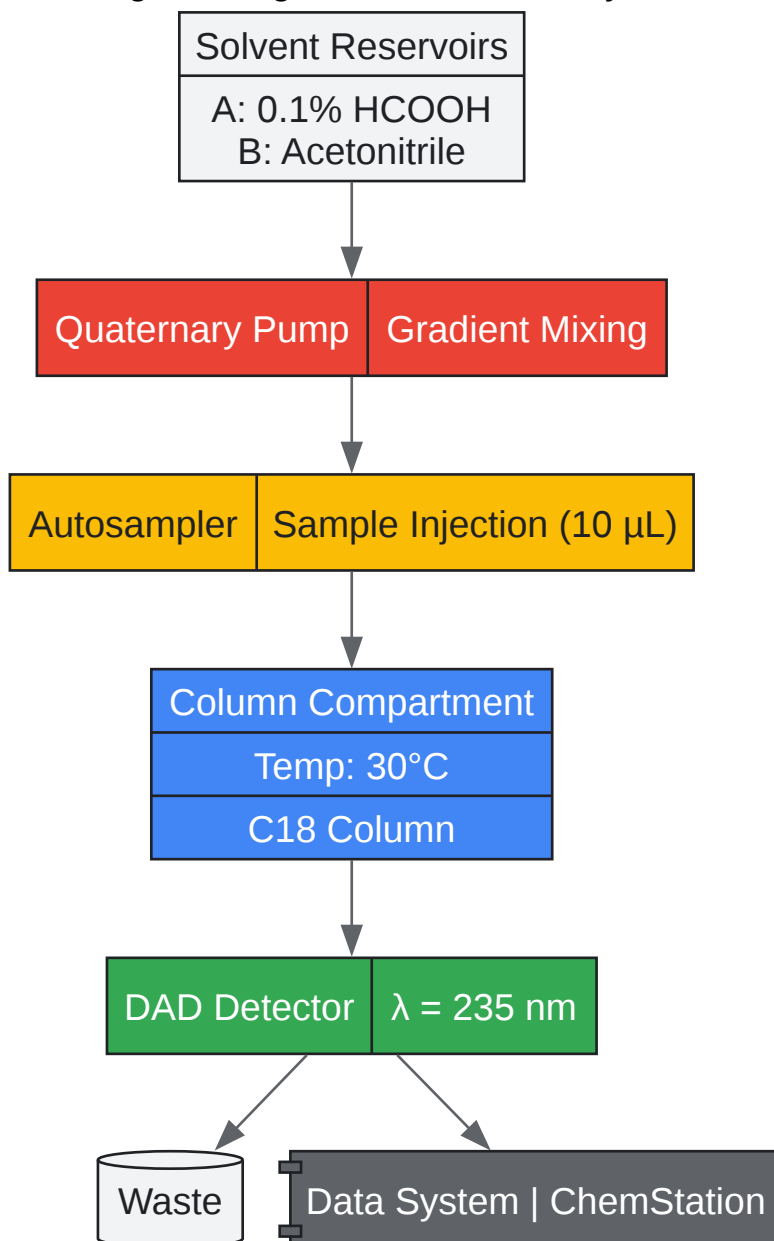 Solvent Reservoirs
A: 0.1% HCOOH
B: Acetonitrile
Quaternary Pump
Gradient Mixing
Autosampler
Sample Injection (10 µL)
Column Compartment
Temp: 30°C
C18 Column
DAD Detector
λ = 235 nm
Waste
Data System | ChemStation